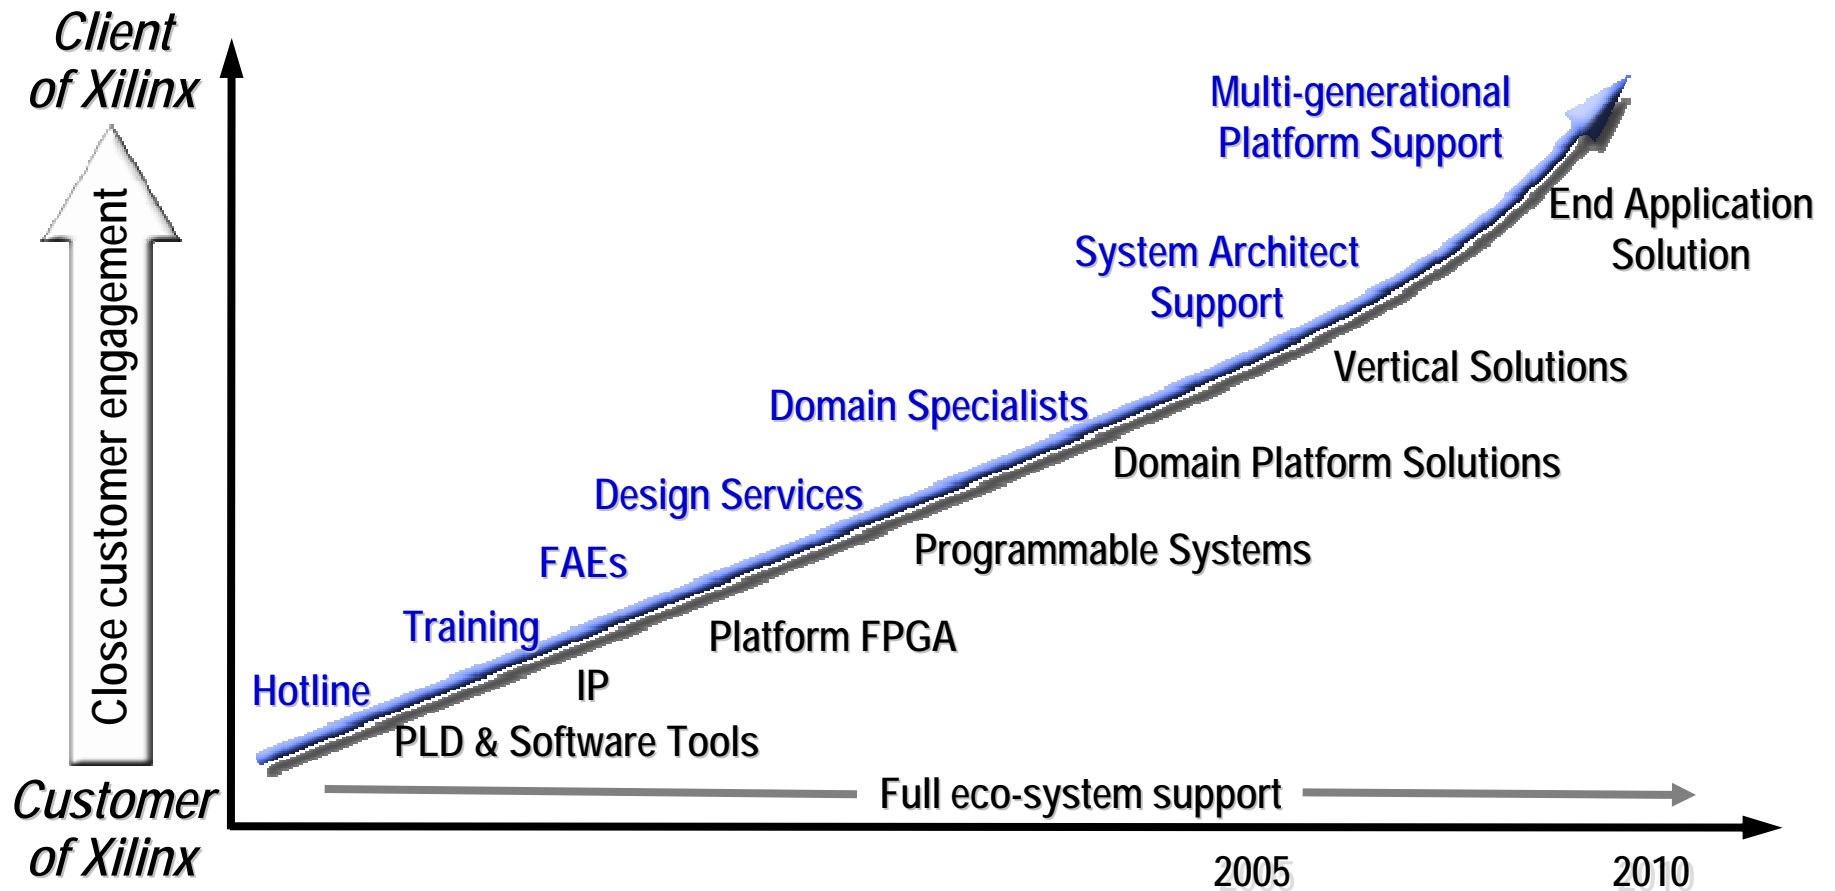 Client
of Xilinx
Multi-generational
Platform Support
End Application
Solution
System Architect
Support
Vertical Solutions
Domain Specialists
Domain Platform Solutions
Design Services
Programmable Systems
FAEs
Training
Platform FPGA
Hotline
IP
PLD & Software Tools
Close customer engagement
Full eco-system support
Customer
of Xilinx
2005
2010